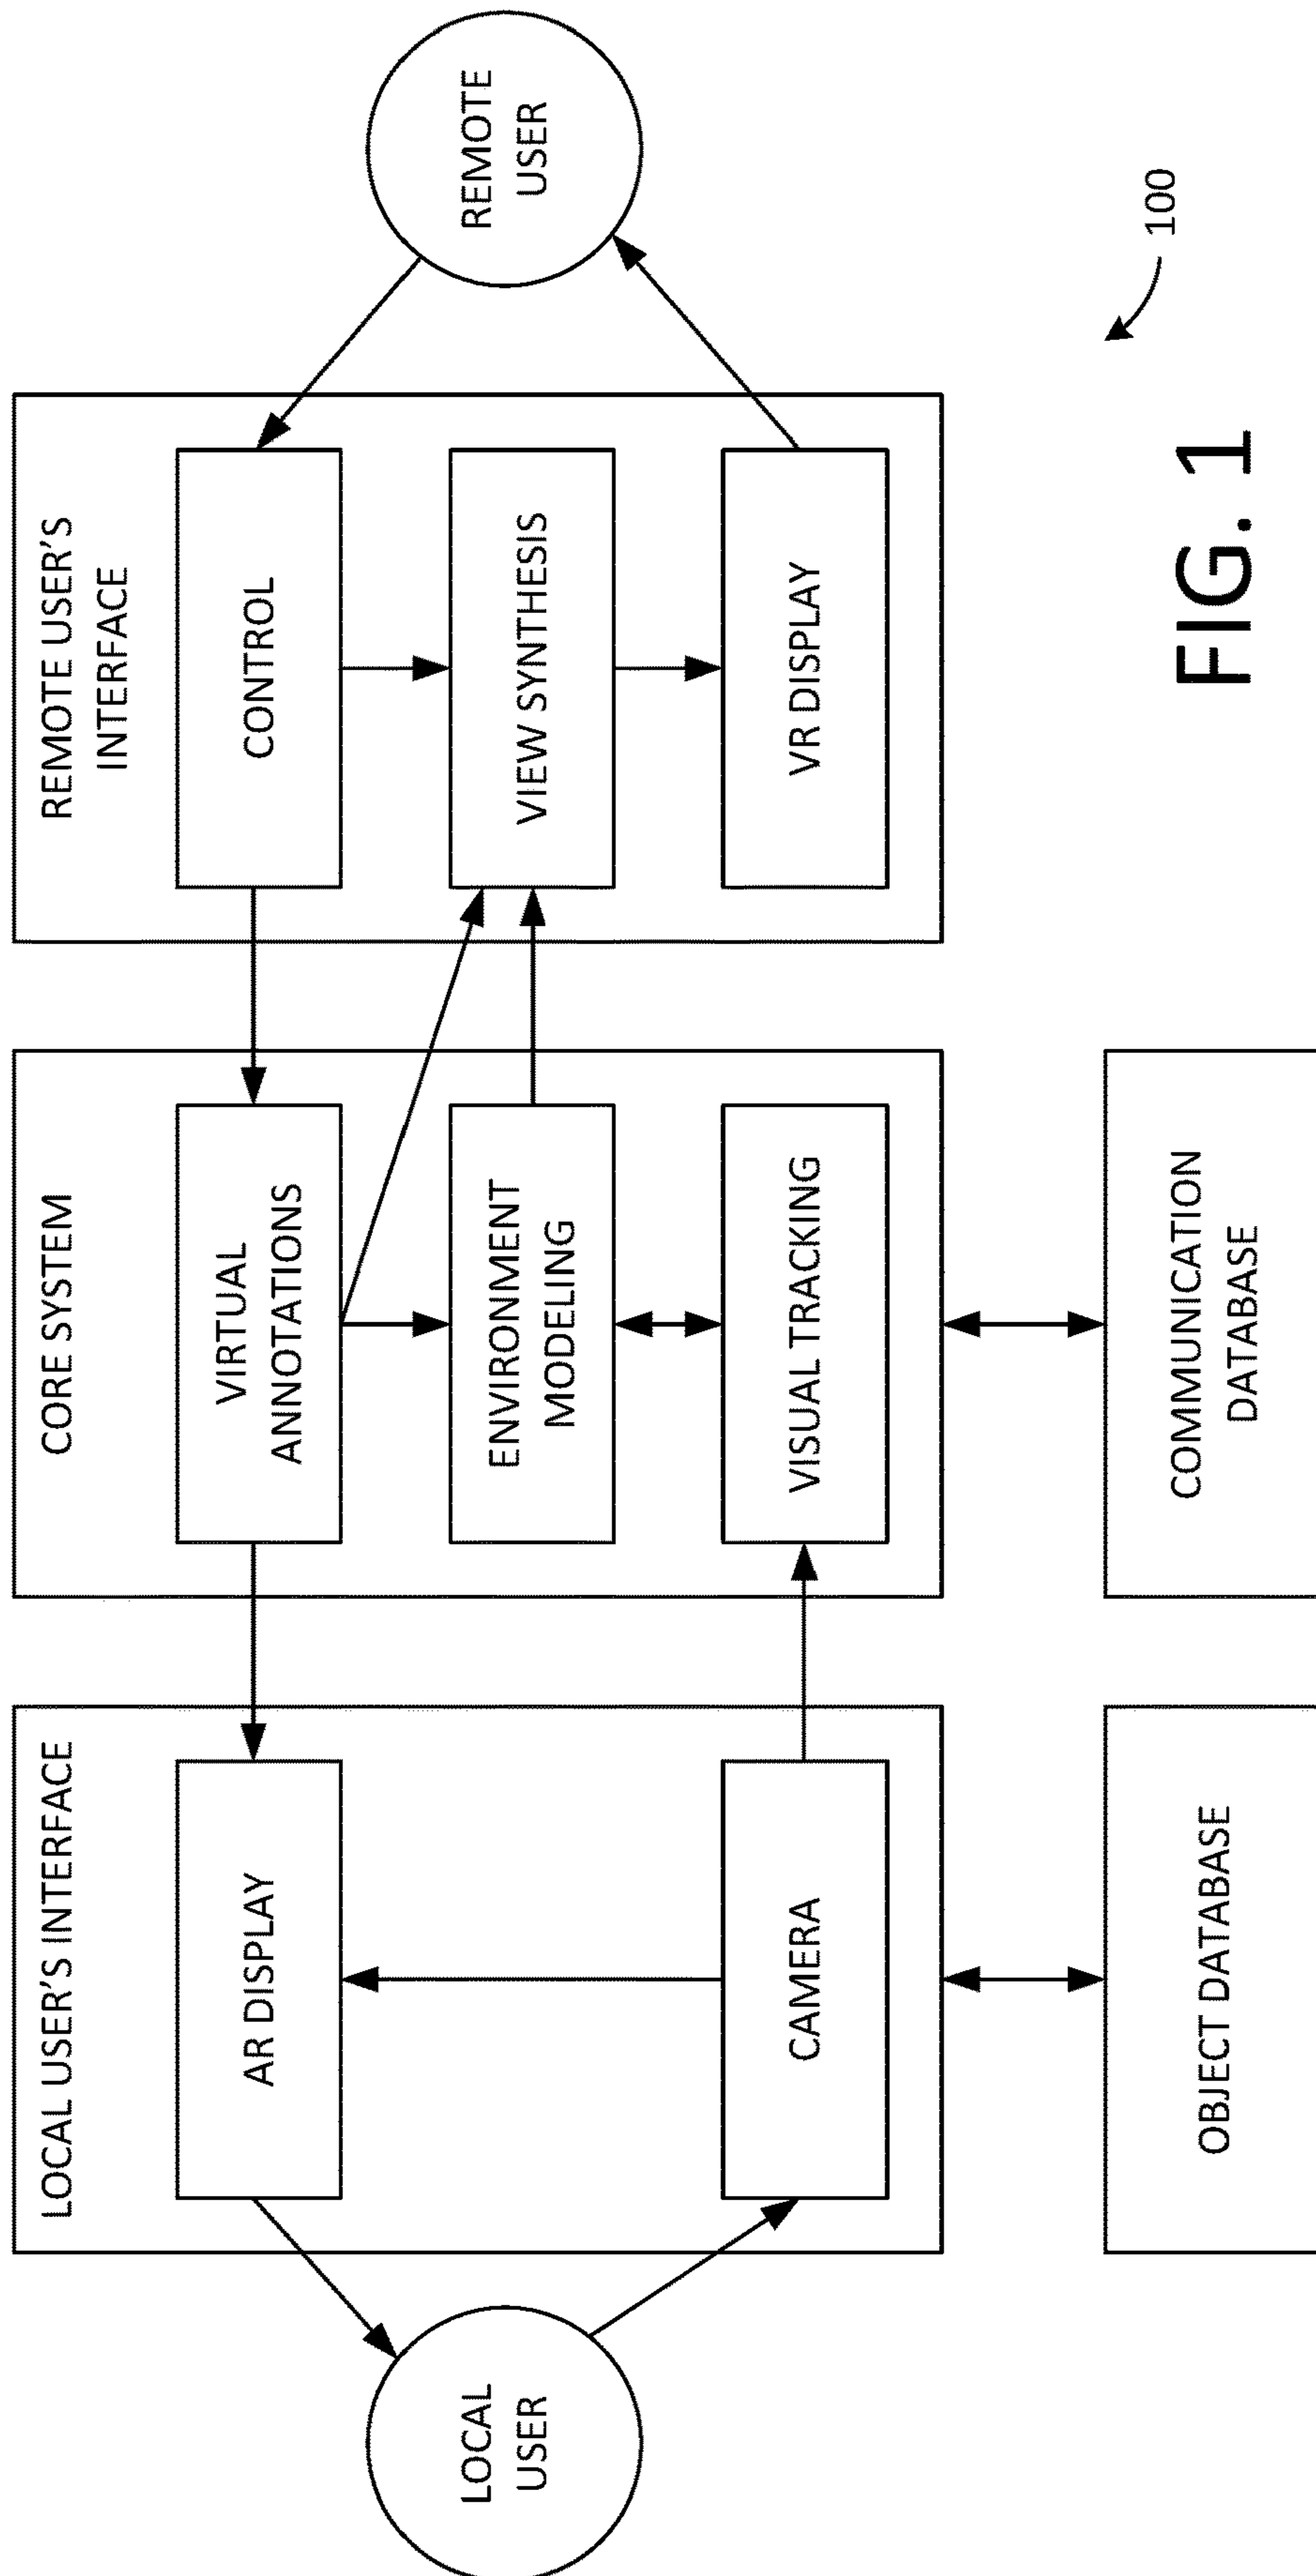 LOCAL USER'S INTERFACE
AR DISPLAY
CAMERA
LOCAL
USER
CORE SYSTEM
VIRTUAL
ANNOTATIONS
ENVIRONMENT
MODELING
VISUAL TRACKING
REMOTE USER'S
INTERFACE
CONTROL
VIEW SYNTHESIS
VR DISPLAY
REMOTE
USER
OBJECT DATABASE
COMMUNICATION
DATABASE
100
FIG. 1